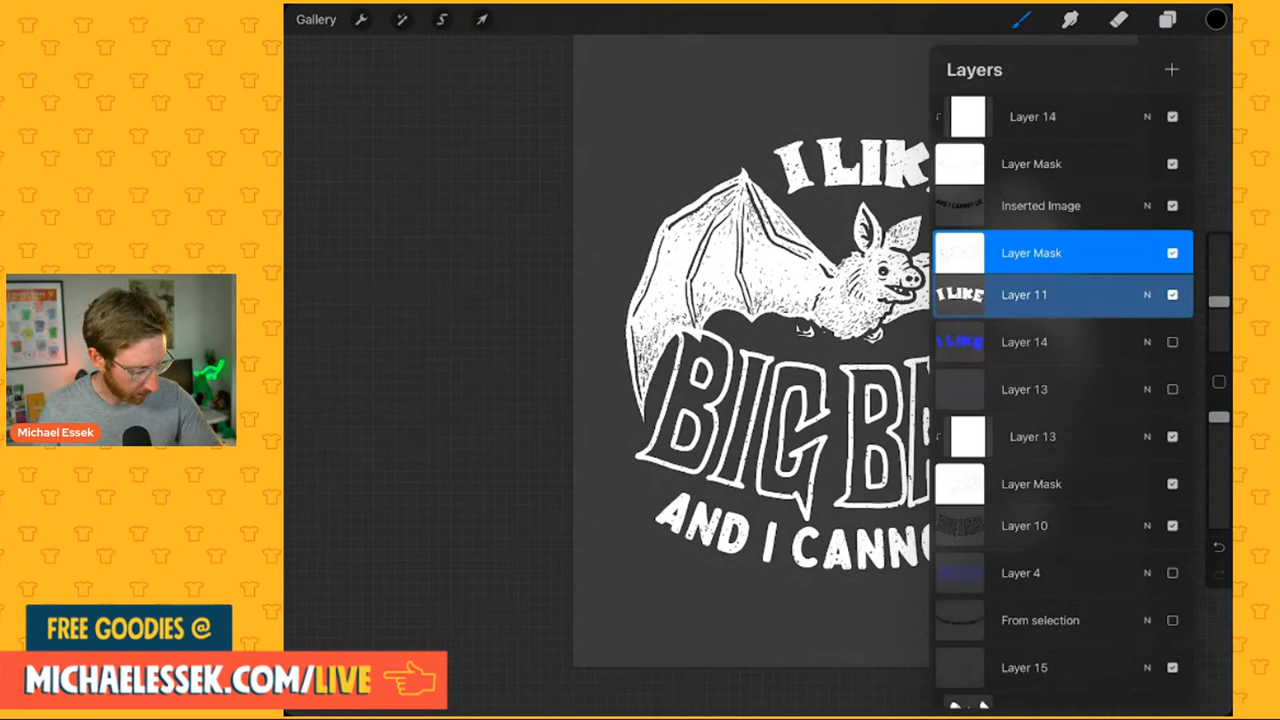 Gallery
Layers
Layer 14 N
Layer Mask
Inserted Image N
Layer Mask
Layer 11 N
Layer 14 N
Layer 13 N
Layer 13 N
Layer Mask
Layer 10 N
Layer 4 N
From selection N
Layer 15 N
I LIK
BIG B
AND I CANN
I LIKE
I LIKE
Michael Essek
FREE GOODIES @
MICHAELESSEK.COM/LIVE